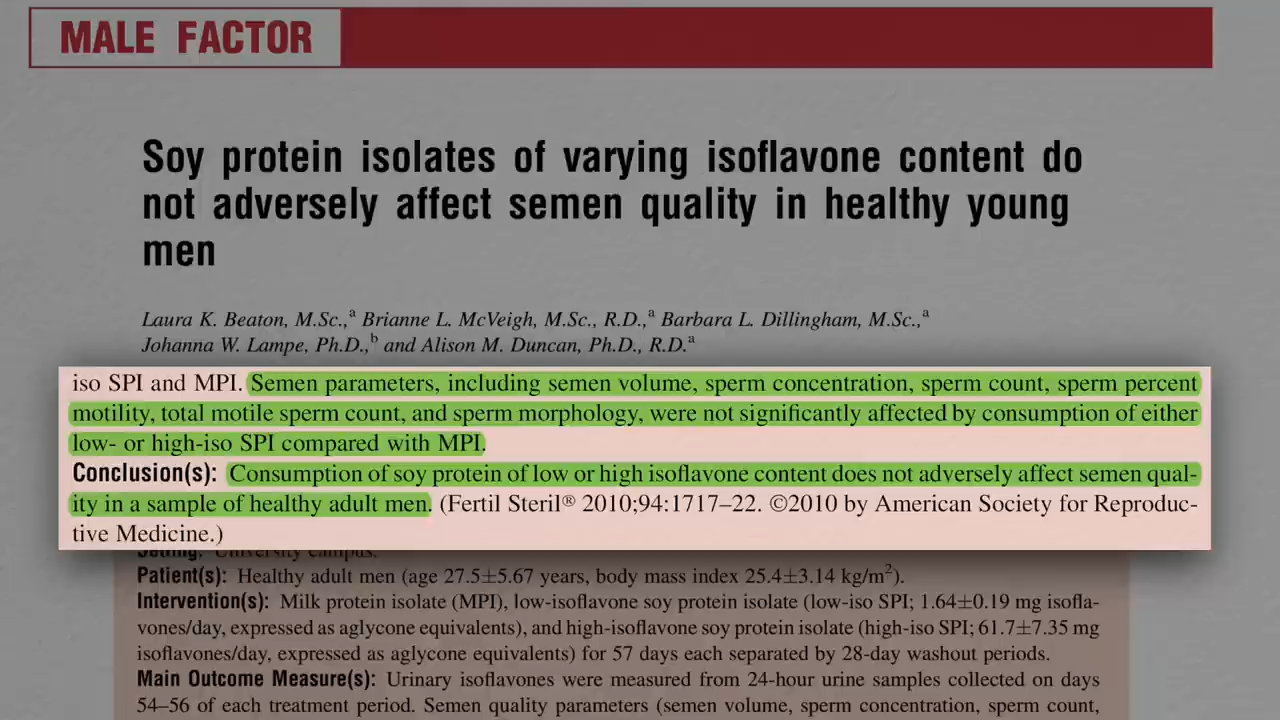 MALE FACTOR
Soy protein isolates of varying isoflavone content do
not adversely affect semen quality in healthy young
men
Laura K. Beaton, M.Sc.,a Brianne L. McVeigh, M.Sc., R.D.,a Barbara L. Dillingham, M.Sc.,a
Johanna W. Lampe, Ph.D.,b and Alison M. Duncan, Ph.D., R.D.a
iso SPI and MPI. Semen parameters, including semen volume, sperm concentration, sperm count, sperm percent
motility, total motile sperm count, and sperm morphology, were not significantly affected by consumption of either
low- or high-iso SPI compared with MPI.
Conclusion(s): Consumption of soy protein of low or high isoflavone content does not adversely affect semen qual-
ity in a sample of healthy adult men. (Fertil Steril® 2010;94:1717–22. ©2010 by American Society for Reproduc-
tive Medicine.)
Setting: University campus.
Patient(s): Healthy adult men (age 27.5±5.67 years, body mass index 25.4±3.14 kg/m2).
Intervention(s): Milk protein isolate (MPI), low-isoflavone soy protein isolate (low-iso SPI; 1.64±0.19 mg isofla-
vones/day, expressed as aglycone equivalents), and high-isoflavone soy protein isolate (high-iso SPI; 61.7±7.35 mg
isoflavones/day, expressed as aglycone equivalents) for 57 days each separated by 28-day washout periods.
Main Outcome Measure(s): Urinary isoflavones were measured from 24-hour urine samples collected on days
54–56 of each treatment period. Semen quality parameters (semen volume, sperm concentration, sperm count,